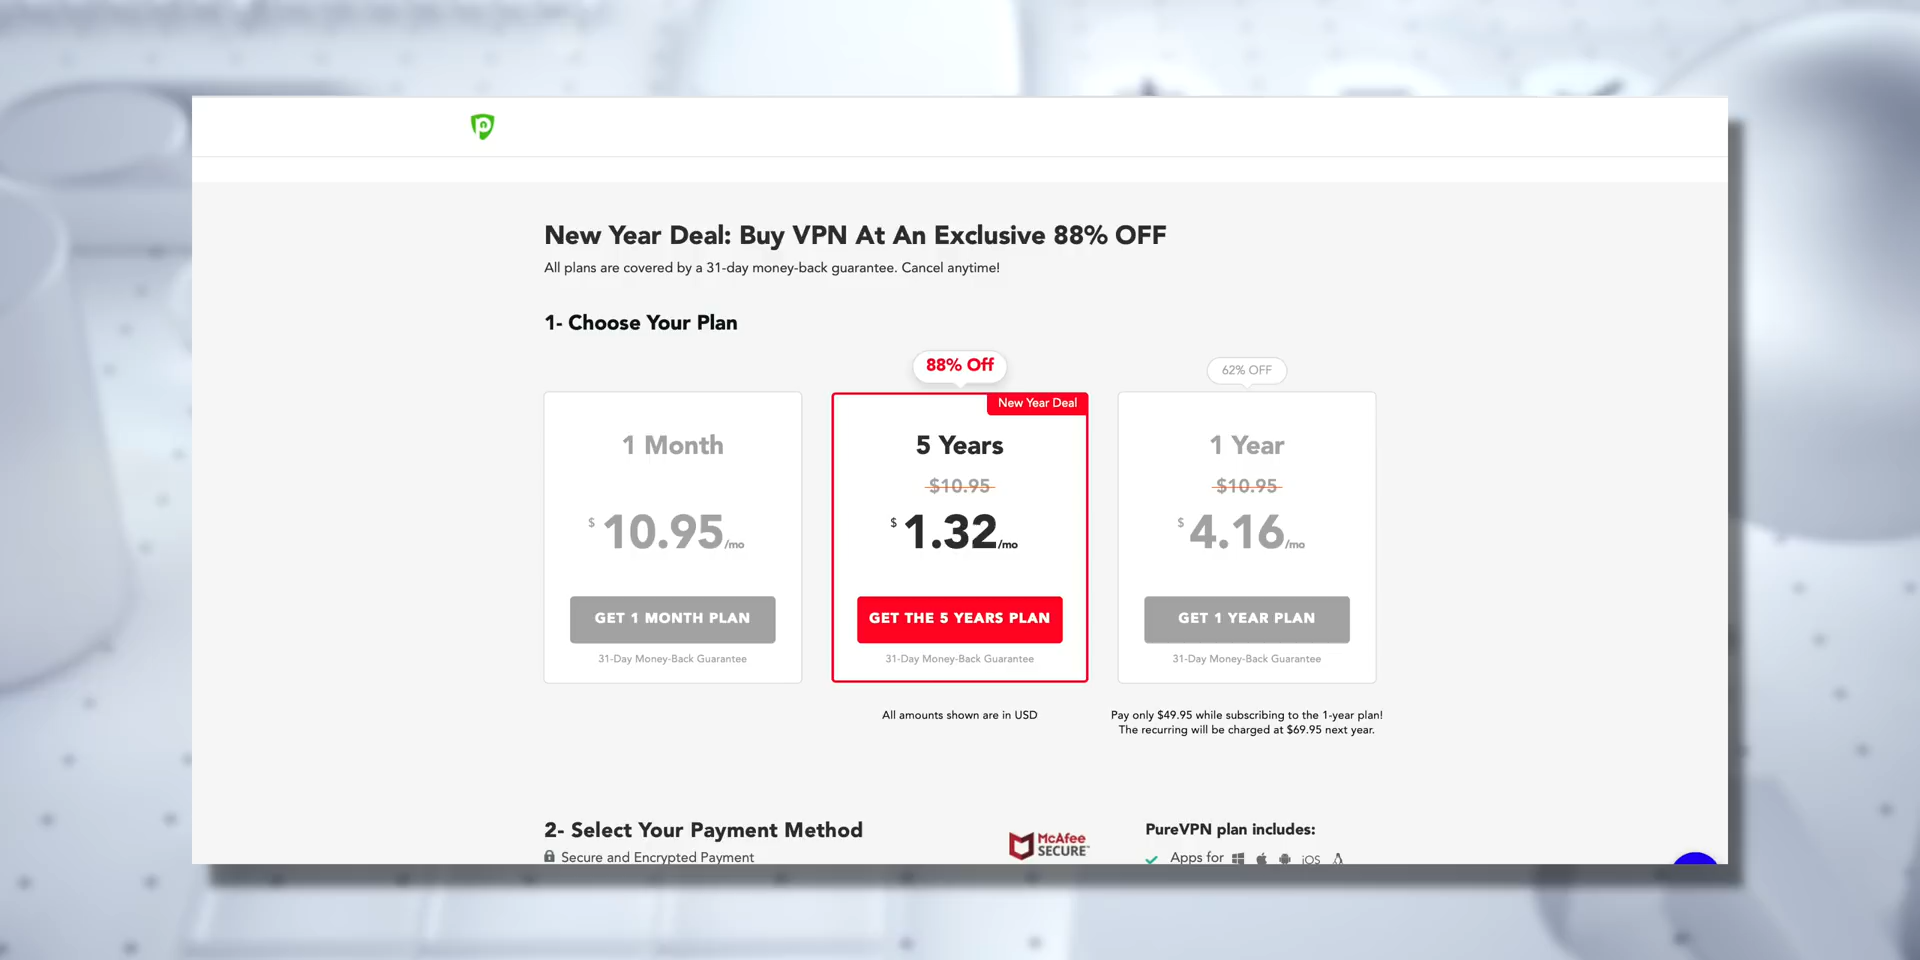 New Year Deal: Buy VPN At An Exclusive 88% OFF
All plans are covered by a 31-day money-back guarantee. Cancel anytime!
1- Choose Your Plan
1 Month
$ 10.95/mo
GET 1 MONTH PLAN
31-Day Money-Back Guarantee
88% Off
New Year Deal
5 Years
$10.95
$ 1.32/mo
GET THE 5 YEARS PLAN
31-Day Money-Back Guarantee
All amounts shown are in USD
62% OFF
1 Year
$10.95
$ 4.16/mo
GET 1 YEAR PLAN
31-Day Money-Back Guarantee
Pay only $49.95 while subscribing to the 1-year plan!
The recurring will be charged at $69.95 next year.
2- Select Your Payment Method
Secure and Encrypted Payment
McAfee
SECURE
PureVPN plan includes:
Apps for iOS